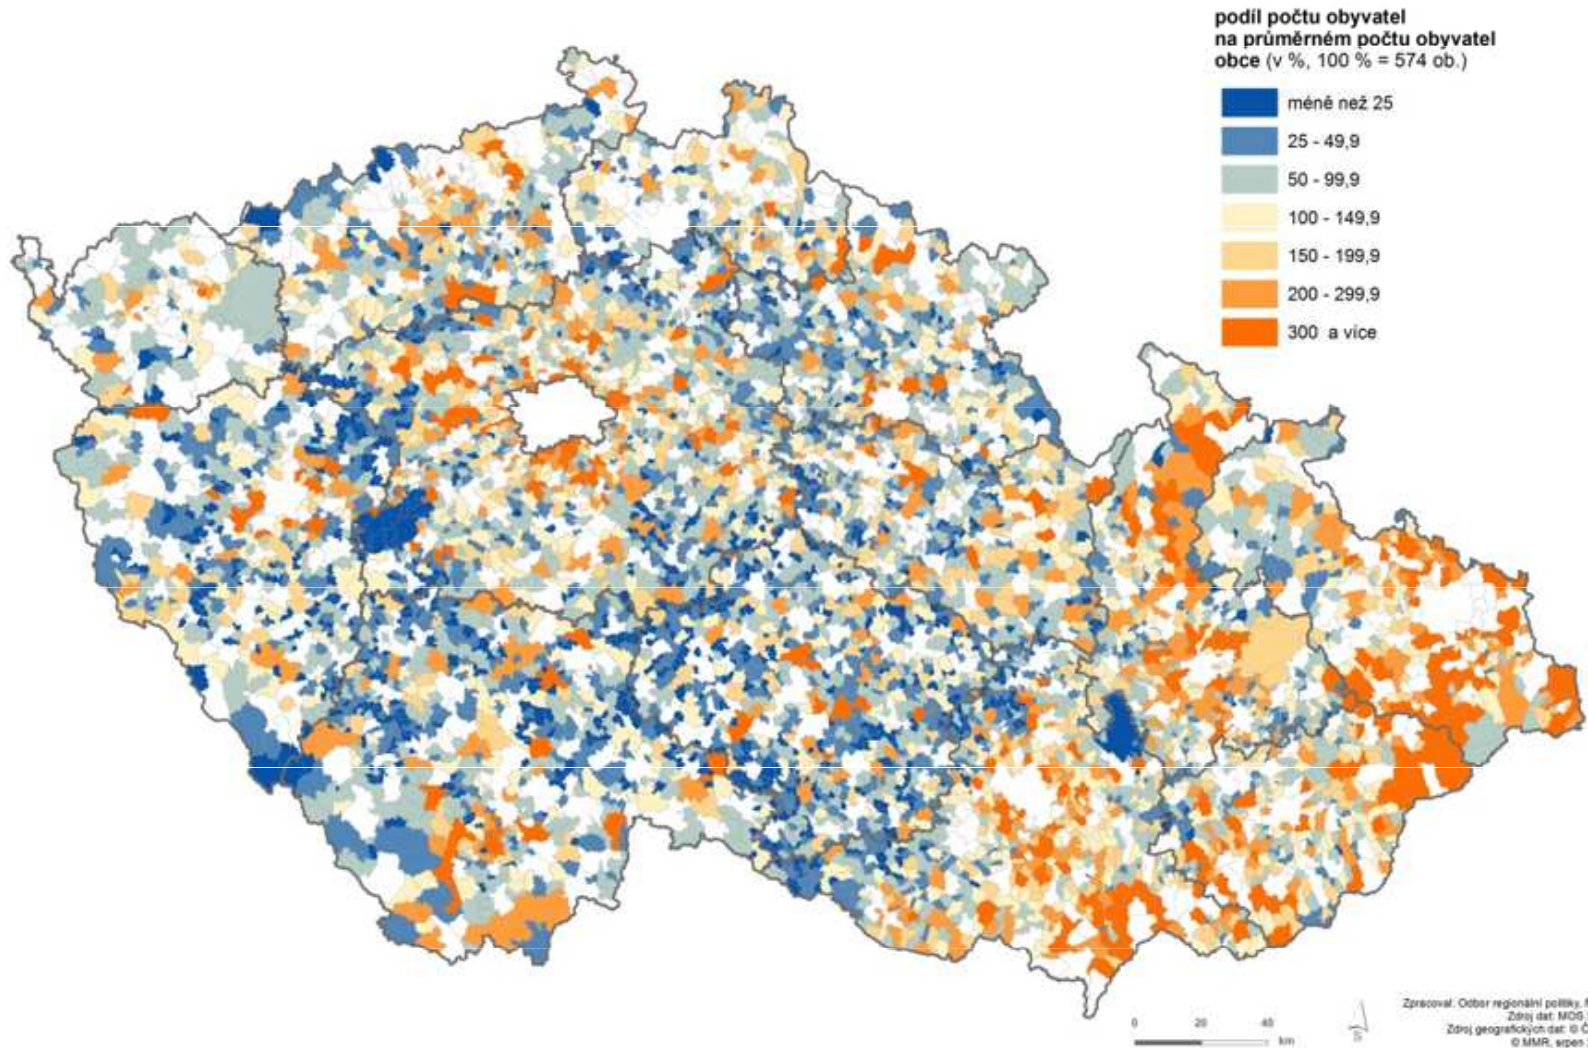 podíl počtu obyvatel
na průměrném počtu obyvatel
obce (v %, 100 % = 574 ob.)
méně než 25
25 - 49,9
50 - 99,9
100 - 149,9
150 - 199,9
200 - 299,9
300 a více
0 20 40
km
Zpracoval: Odbor regionální politiky,
Zdroj dat: MOS
Zdroj geografických dat: ©
© MMR, srpen